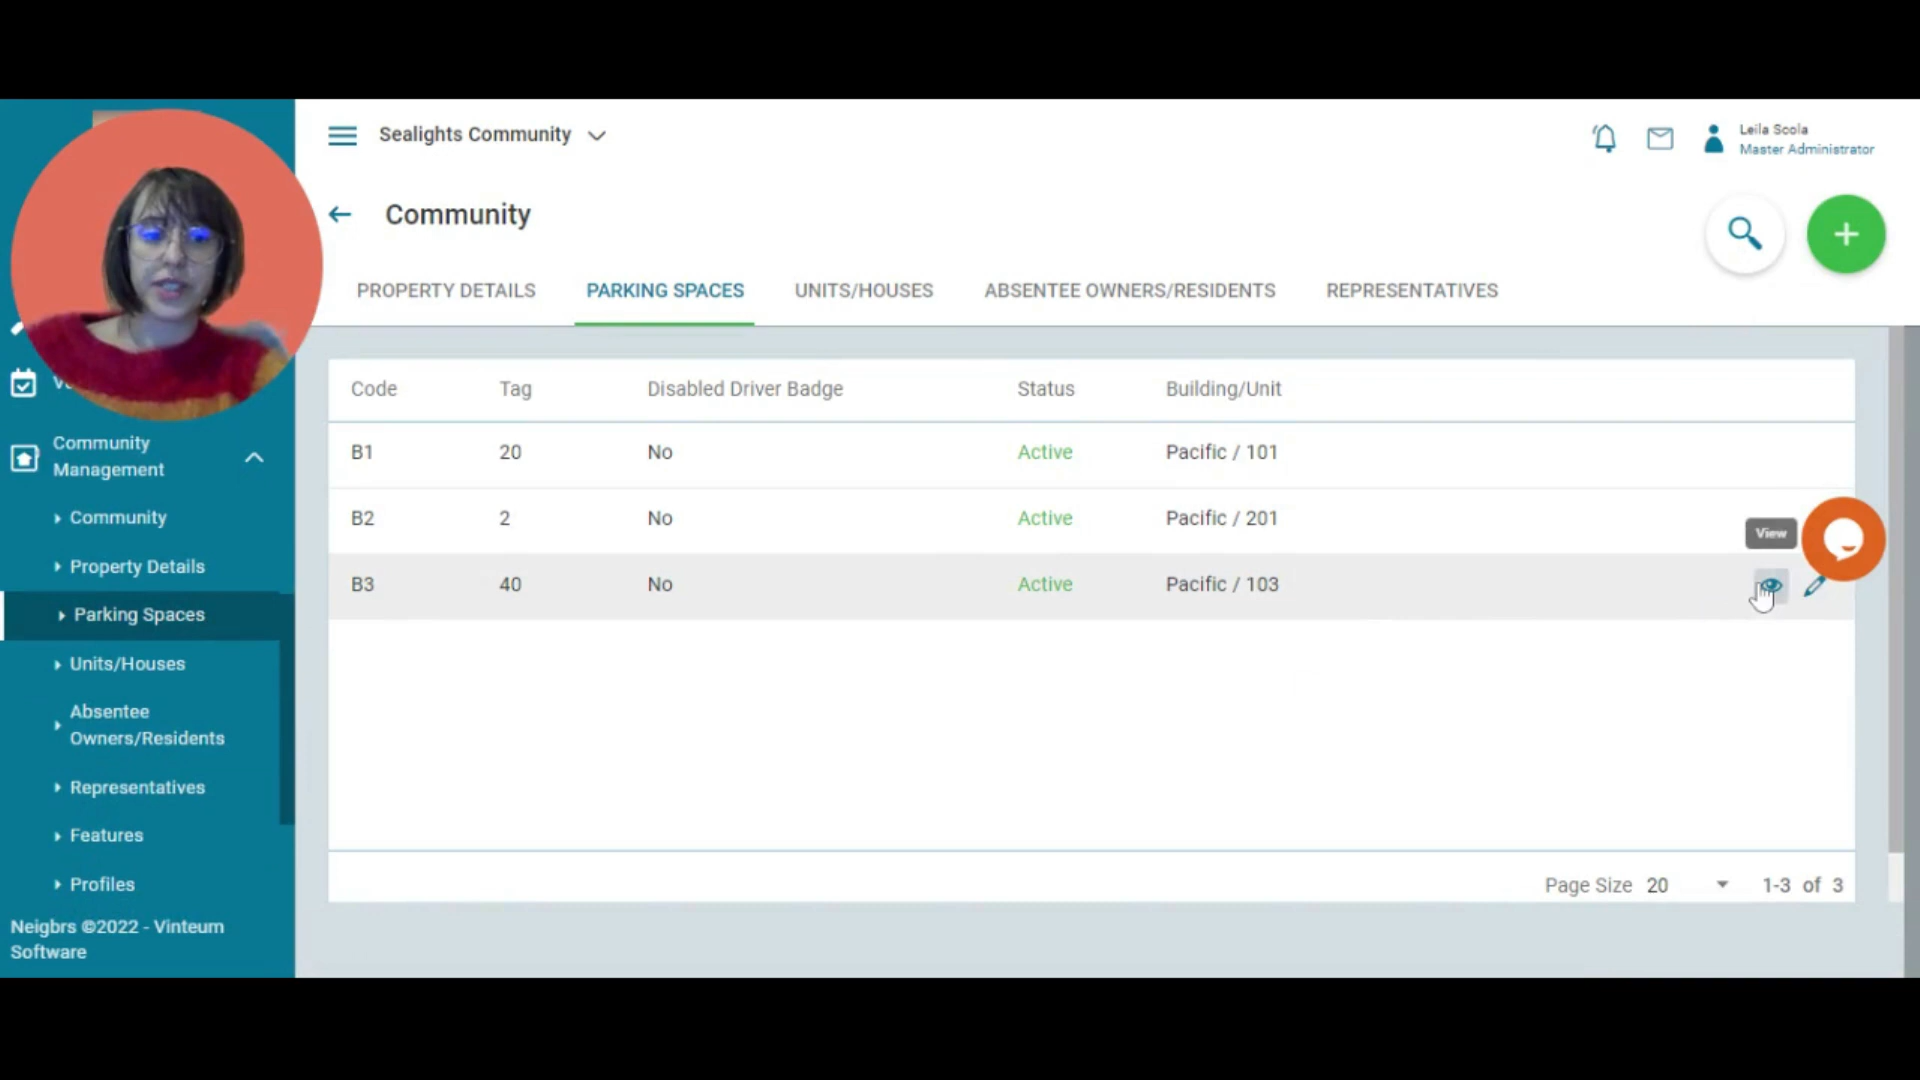 Sealights Community
Leila Scola
Master Administrator
Community
PROPERTY DETAILS
PARKING SPACES
UNITS/HOUSES
ABSENTEE OWNERS/RESIDENTS
REPRESENTATIVES
Code Tag Disabled Driver Badge Status Building/Unit
B1 20 No Active Pacific / 101
B2 2 No Active Pacific / 201
View
B3 40 No Active Pacific / 103
Page Size 20 1-3 of 3
Community
Management
Community
Property Details
Parking Spaces
Units/Houses
Absentee
Owners/Residents
Representatives
Features
Profiles
Neigbrs ©2022 - Vinteum
Software